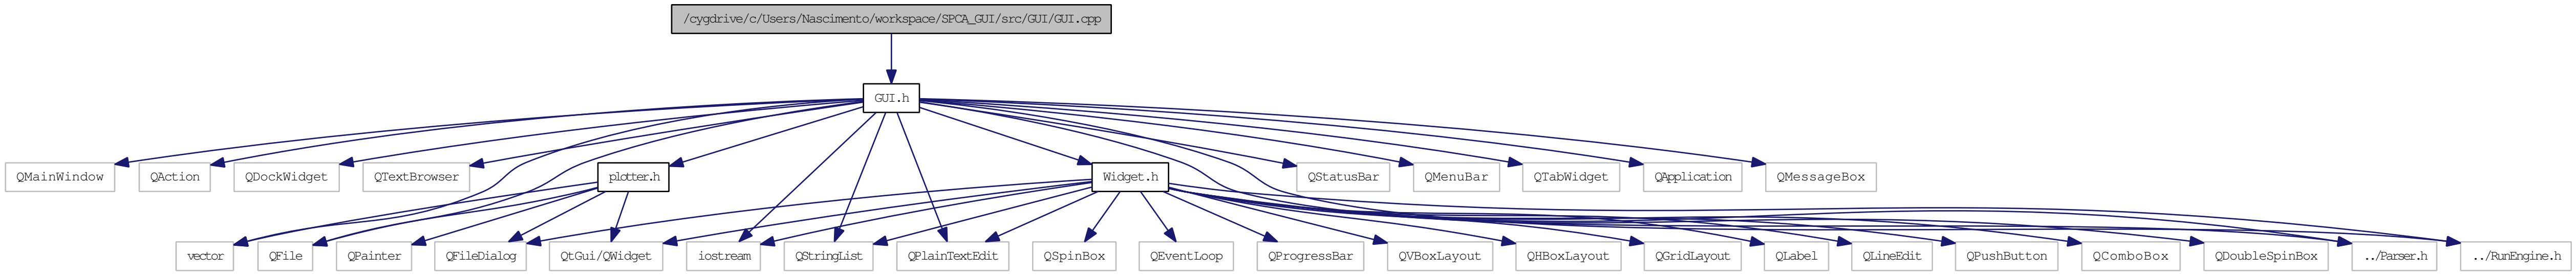 /cygdrive/c/Users/Nascimento/workspace/SPCA_GUI/src/GUI/GUI.cpp
GUI.h
QMainWindow
QAction
QDockWidget
QTextBrowser
plotter.h
Widget.h
QStatusBar
QMenuBar
QTabWidget
QApplication
QMessageBox
vector
QFile
QPainter
QFileDialog
QtGui/QWidget
iostream
QStringList
QPlainTextEdit
QSpinBox
QEventLoop
QProgressBar
QVBoxLayout
QHBoxLayout
QGridLayout
QLabel
QLineEdit
QPushButton
QComboBox
QDoubleSpinBox
../Parser.h
../RunEngine.h